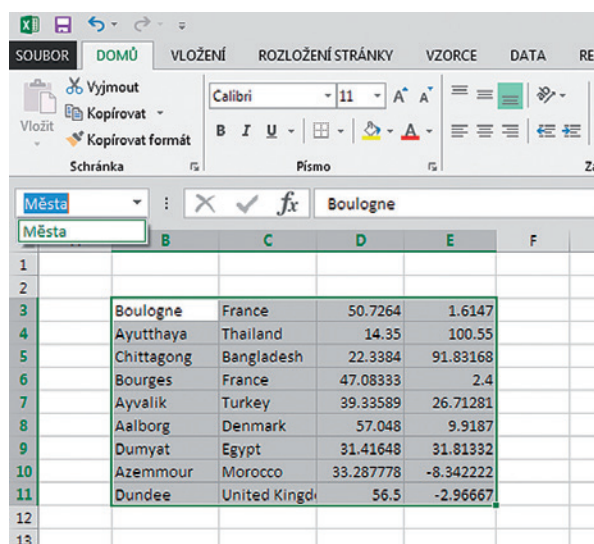 SOUBOR DOMŮ VLOŽENÍ ROZLOŽENÍ STRÁNKY VZORCE DATA RE
Vložit
Vyjmout
Kopírovat
Kopírovat formát
Schránka
Calibri 11 A A
B I U A
Písmo
Za
Města fx Boulogne
Města
B C D E F
1
2
3 Boulogne France 50.7264 1.6147
4 Ayutthaya Thailand 14.35 100.55
5 Chittagong Bangladesh 22.3384 91.83168
6 Bourges France 47.08333 2.4
7 Ayvalik Turkey 39.33589 26.71281
8 Aalborg Denmark 57.048 9.9187
9 Dumyat Egypt 31.41648 31.81332
10 Azemmour Morocco 33.287778 -8.342222
11 Dundee United Kingd 56.5 -2.96667
12
13